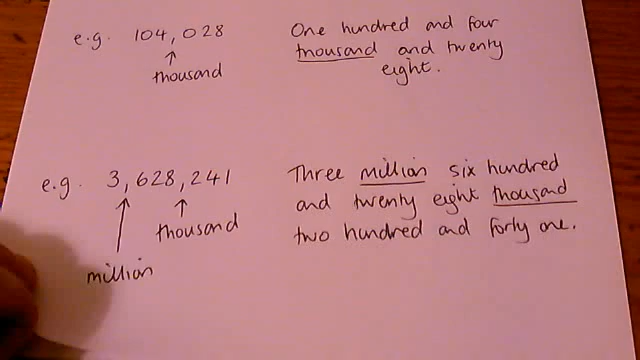 e.g. 104,028
↑
thousand
One hundred and four
thousand and twenty
eight.
e.g. 3,628,241
↑
thousand
million
Three million six hundred
and twenty eight thousand
two hundred and forty one.